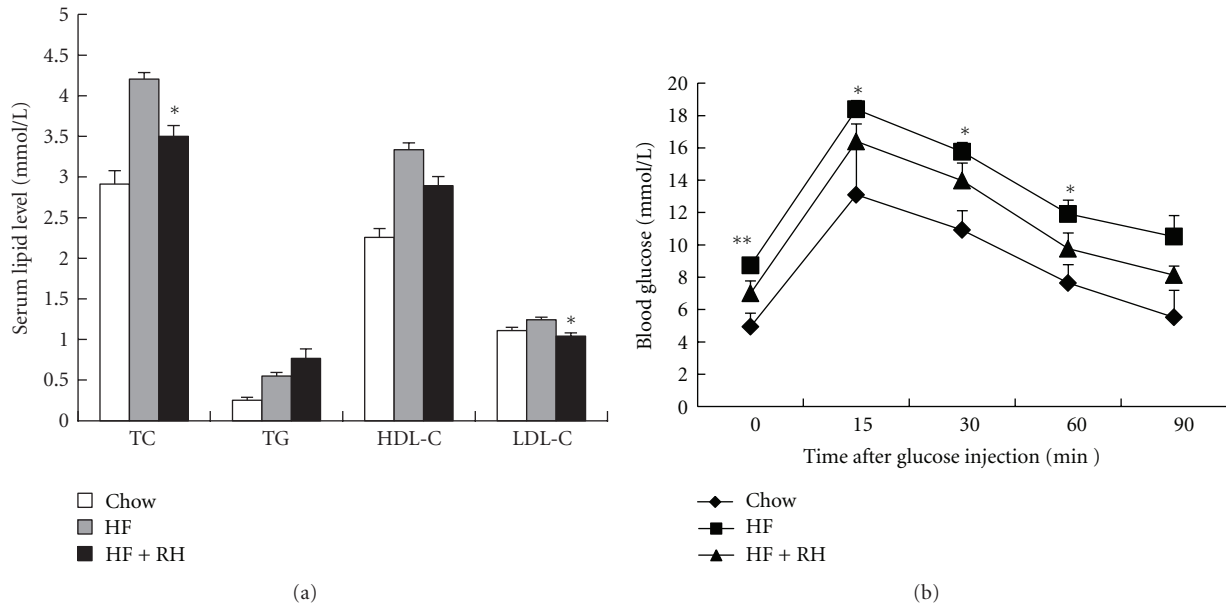 Serum lipid level (mmol/L)
5
4.5
4
3.5
3
2.5
2
1.5
1
0.5
0
*
*
TC TG HDL-C LDL-C
Chow
HF
HF + RH
(a)
Blood glucose (mmol/L)
20
18
16
14
12
10
8
6
4
2
0
**
*
*
*
0 15 30 60 90
Time after glucose injection (min )
Chow
HF
HF + RH
(b)